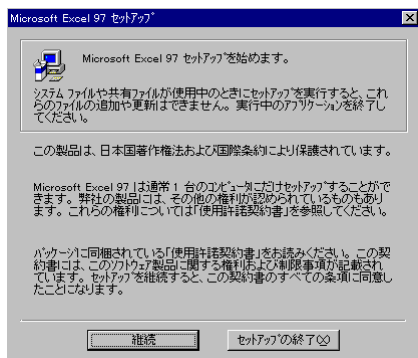 Microsoft Excel 97 ｾｯﾄｱｯﾌﾟ
Microsoft Excel 97 ｾｯﾄｱｯﾌﾟを始めます。
ｼｽﾃﾑ ﾌｧｲﾙや共有ﾌｧｲﾙが使用中のときにｾｯﾄｱｯﾌﾟを実行すると、これ
らのﾌｧｲﾙの追加や更新はできません。実行中のｱﾌﾟﾘｹｰｼｮﾝを終了し
てください。
この製品は、日本国著作権法および国際条約により保護されています。
Microsoft Excel 97 は通常 1 台のｺﾝﾋﾟｭｰﾀにだけｾｯﾄｱｯﾌﾟすることがで
きます。弊社の製品には、その他の権利が認められているものもあり
ます。これらの権利については「使用許諾契約書」を参照してください。
ﾊﾟｯｹｰｼﾞに同梱されている「使用許諾契約書」をお読みください。この契
約書には、このｿﾌﾄｳｪｱ製品に関する権利および制限事項が記載され
ています。ｾｯﾄｱｯﾌﾟを継続すると、この契約書のすべての条項に同意し
たことになります。
継続
ｾｯﾄｱｯﾌﾟの終了(X)